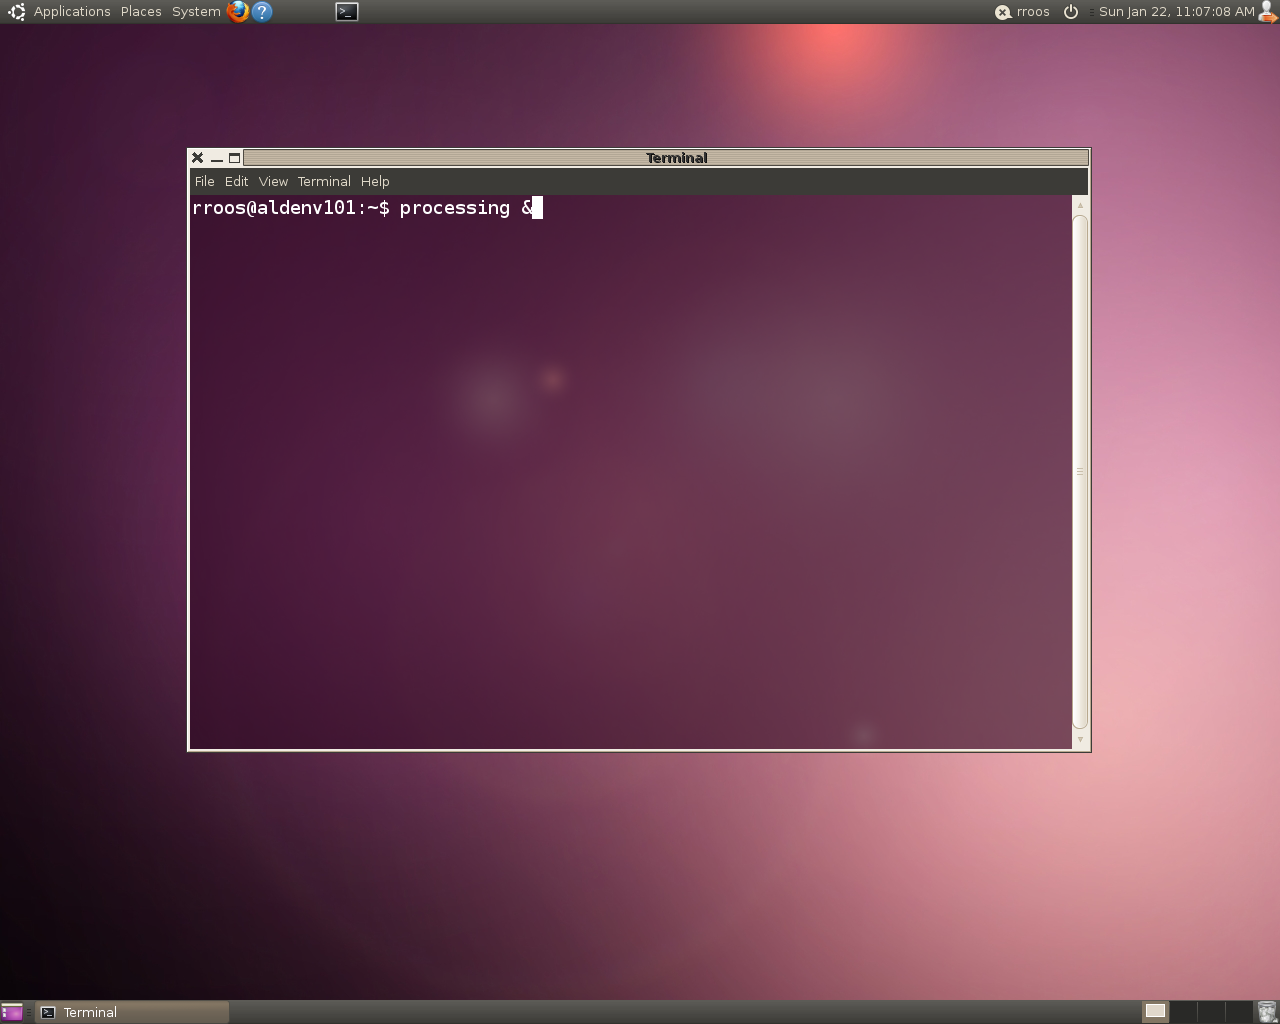 Applications Places System rroos Sun Jan 22, 11:07:08 AM
Terminal
File Edit View Terminal Help
rroos@aldenv101:~$ processing &
Terminal